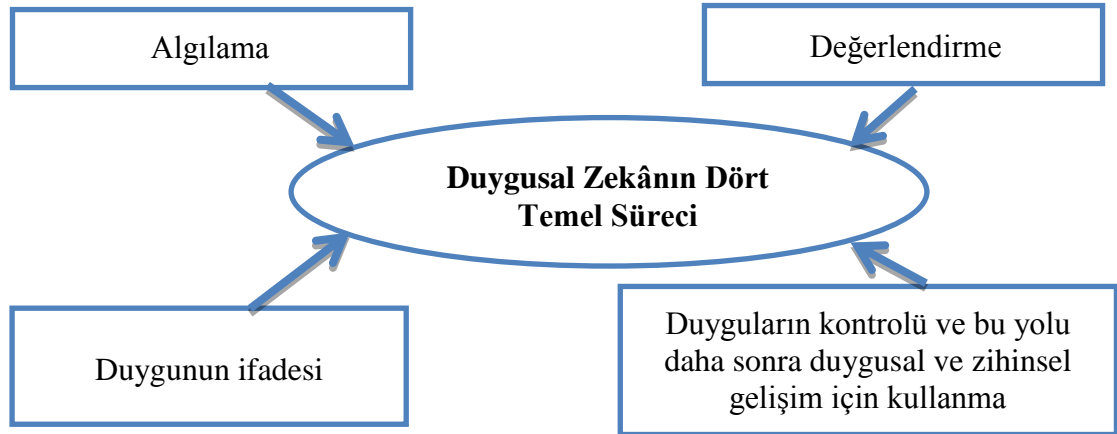 Algılama
Değerlendirme
Duygusal Zekânın Dört
Temel Süreci
Duygunun ifadesi
Duyguların kontrolü ve bu yolu
daha sonra duygusal ve zihinsel
gelişim için kullanma